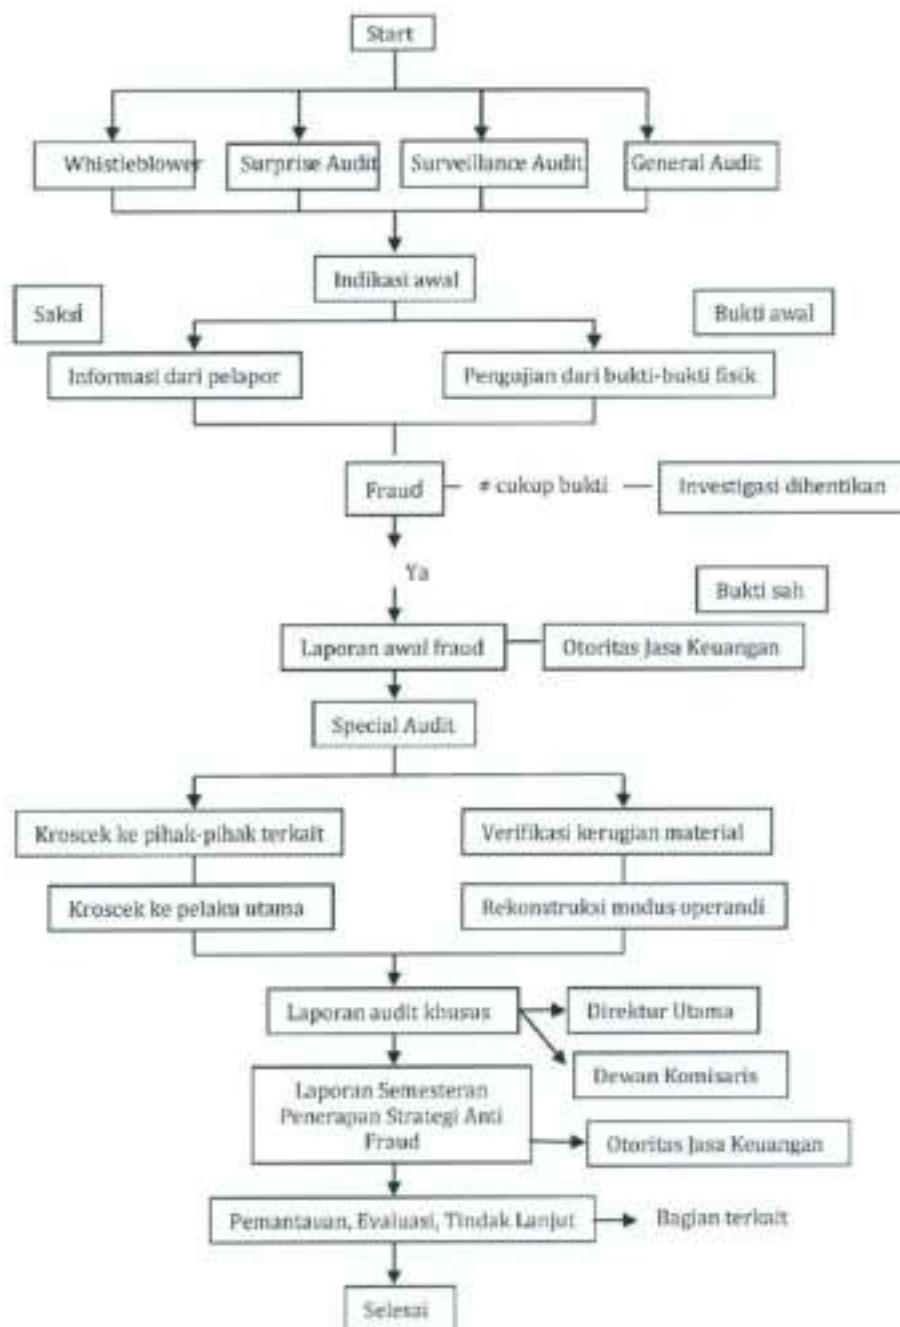 Start
Whistleblower
Surprise Audit
Surveillance Audit
General Audit
Indikasi awal
Saksi
Bukti awal
Informasi dari pelapor
Pengujian dari bukti-bukti fisik
Fraud
≠ cukup bukti
Investigasi dihentikan
Ya
Bukti sah
Laporan awal fraud
Otoritas Jasa Keuangan
Special Audit
Kroscek ke pihak-pihak terkait
Verifikasi kerugian material
Kroscek ke pelaku utama
Rekonstruksi modus operandi
Laporan audit khusus
Direktur Utama
Dewan Komisaris
Laporan Semesteran
Penerapan Strategi Anti
Fraud
Otoritas Jasa Keuangan
Pemantauan, Evaluasi, Tindak Lanjut
Bagian terkait
Selesai